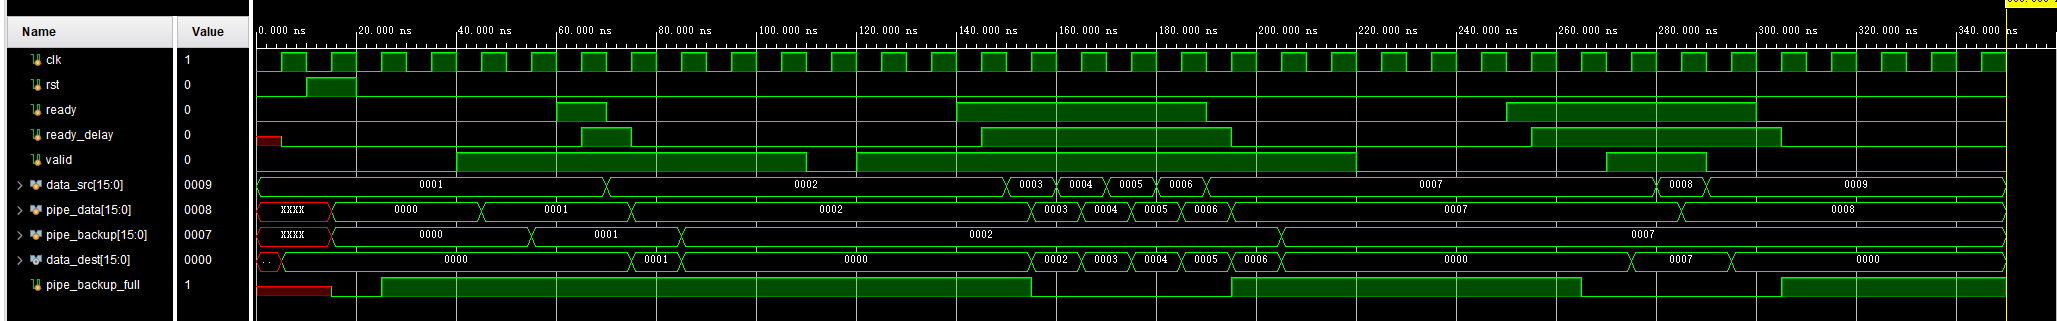 Name Value
0.000 ns 20.000 ns 40.000 ns 60.000 ns 80.000 ns 100.000 ns 120.000 ns 140.000 ns 160.000 ns 180.000 ns 200.000 ns 220.000 ns 240.000 ns 260.000 ns 280.000 ns 300.000 ns 320.000 ns 340.000 ns
clk 1
rst 0
ready 0
ready_delay 0
valid 0
data_src[15:0] 0009 0001 0002 0003 0004 0005 0006 0007 0008 0009
pipe_data[15:0] 0008 XXXX 0000 0001 0002 0003 0004 0005 0006 0007 0008
pipe_backup[15:0] 0007 XXXX 0000 0001 0002 0007
data_dest[15:0] 0000 .. 0000 0001 0000 0002 0003 0004 0005 0006 0000 0007 0000
pipe_backup_full 1